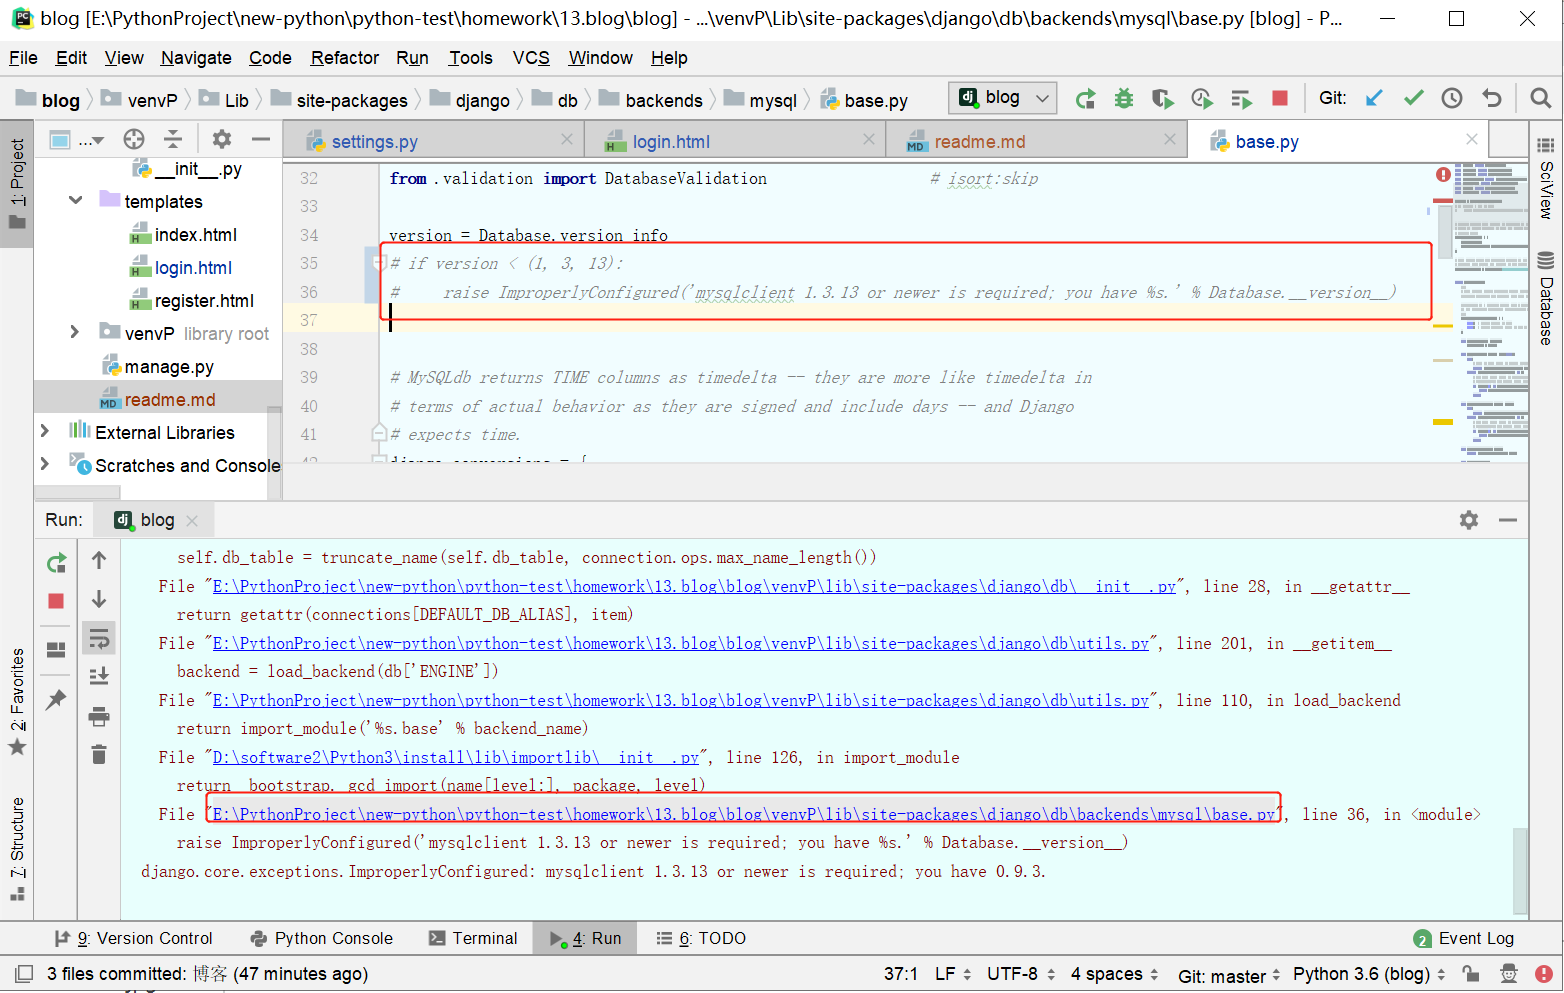 blog [E:\PythonProject\new-python\python-test\homework\13.blog\blog] - ...\venvP\Lib\site-packages\django\db\backends\mysql\base.py [blog] - P...
File Edit View Navigate Code Refactor Run Tools VCS Window Help
blog venvP Lib site-packages django db backends mysql base.py blog Git:
1: Project
...
settings.py login.html readme.md base.py
__init__.py
templates
index.html
login.html
register.html
venvP library root
manage.py
readme.md
External Libraries
Scratches and Console
32 from .validation import DatabaseValidation # isort:skip
33
34 version = Database.version_info
35 # if version < (1, 3, 13):
36 # raise ImproperlyConfigured('mysqlclient 1.3.13 or newer is required; you have %s.' % Database.__version__)
37
38
39 # MySQLdb returns TIME columns as timedelta -- they are more like timedelta in
40 # terms of actual behavior as they are signed and include days -- and Django
41 # expects time.
42 django_conversions = {
SciView
Database
Run: blog
self.db_table = truncate_name(self.db_table, connection.ops.max_name_length())
File "E:\PythonProject\new-python\python-test\homework\13.blog\blog\venvP\lib\site-packages\django\db\__init__.py", line 28, in __getattr__
return getattr(connections[DEFAULT_DB_ALIAS], item)
File "E:\PythonProject\new-python\python-test\homework\13.blog\blog\venvP\lib\site-packages\django\db\utils.py", line 201, in __getitem__
backend = load_backend(db['ENGINE'])
File "E:\PythonProject\new-python\python-test\homework\13.blog\blog\venvP\lib\site-packages\django\db\utils.py", line 110, in load_backend
return import_module('%s.base' % backend_name)
File "D:\software2\Python3\install\lib\importlib\__init__.py", line 126, in import_module
return _bootstrap._gcd_import(name[level:], package, level)
File "E:\PythonProject\new-python\python-test\homework\13.blog\blog\venvP\lib\site-packages\django\db\backends\mysql\base.py", line 36, in <module>
raise ImproperlyConfigured('mysqlclient 1.3.13 or newer is required; you have %s.' % Database.__version__)
django.core.exceptions.ImproperlyConfigured: mysqlclient 1.3.13 or newer is required; you have 0.9.3.
2: Favorites
7: Structure
9: Version Control Python Console Terminal 4: Run 6: TODO 2 Event Log
3 files committed: 博客 (47 minutes ago) 37:1 LF UTF-8 4 spaces Git: master Python 3.6 (blog)